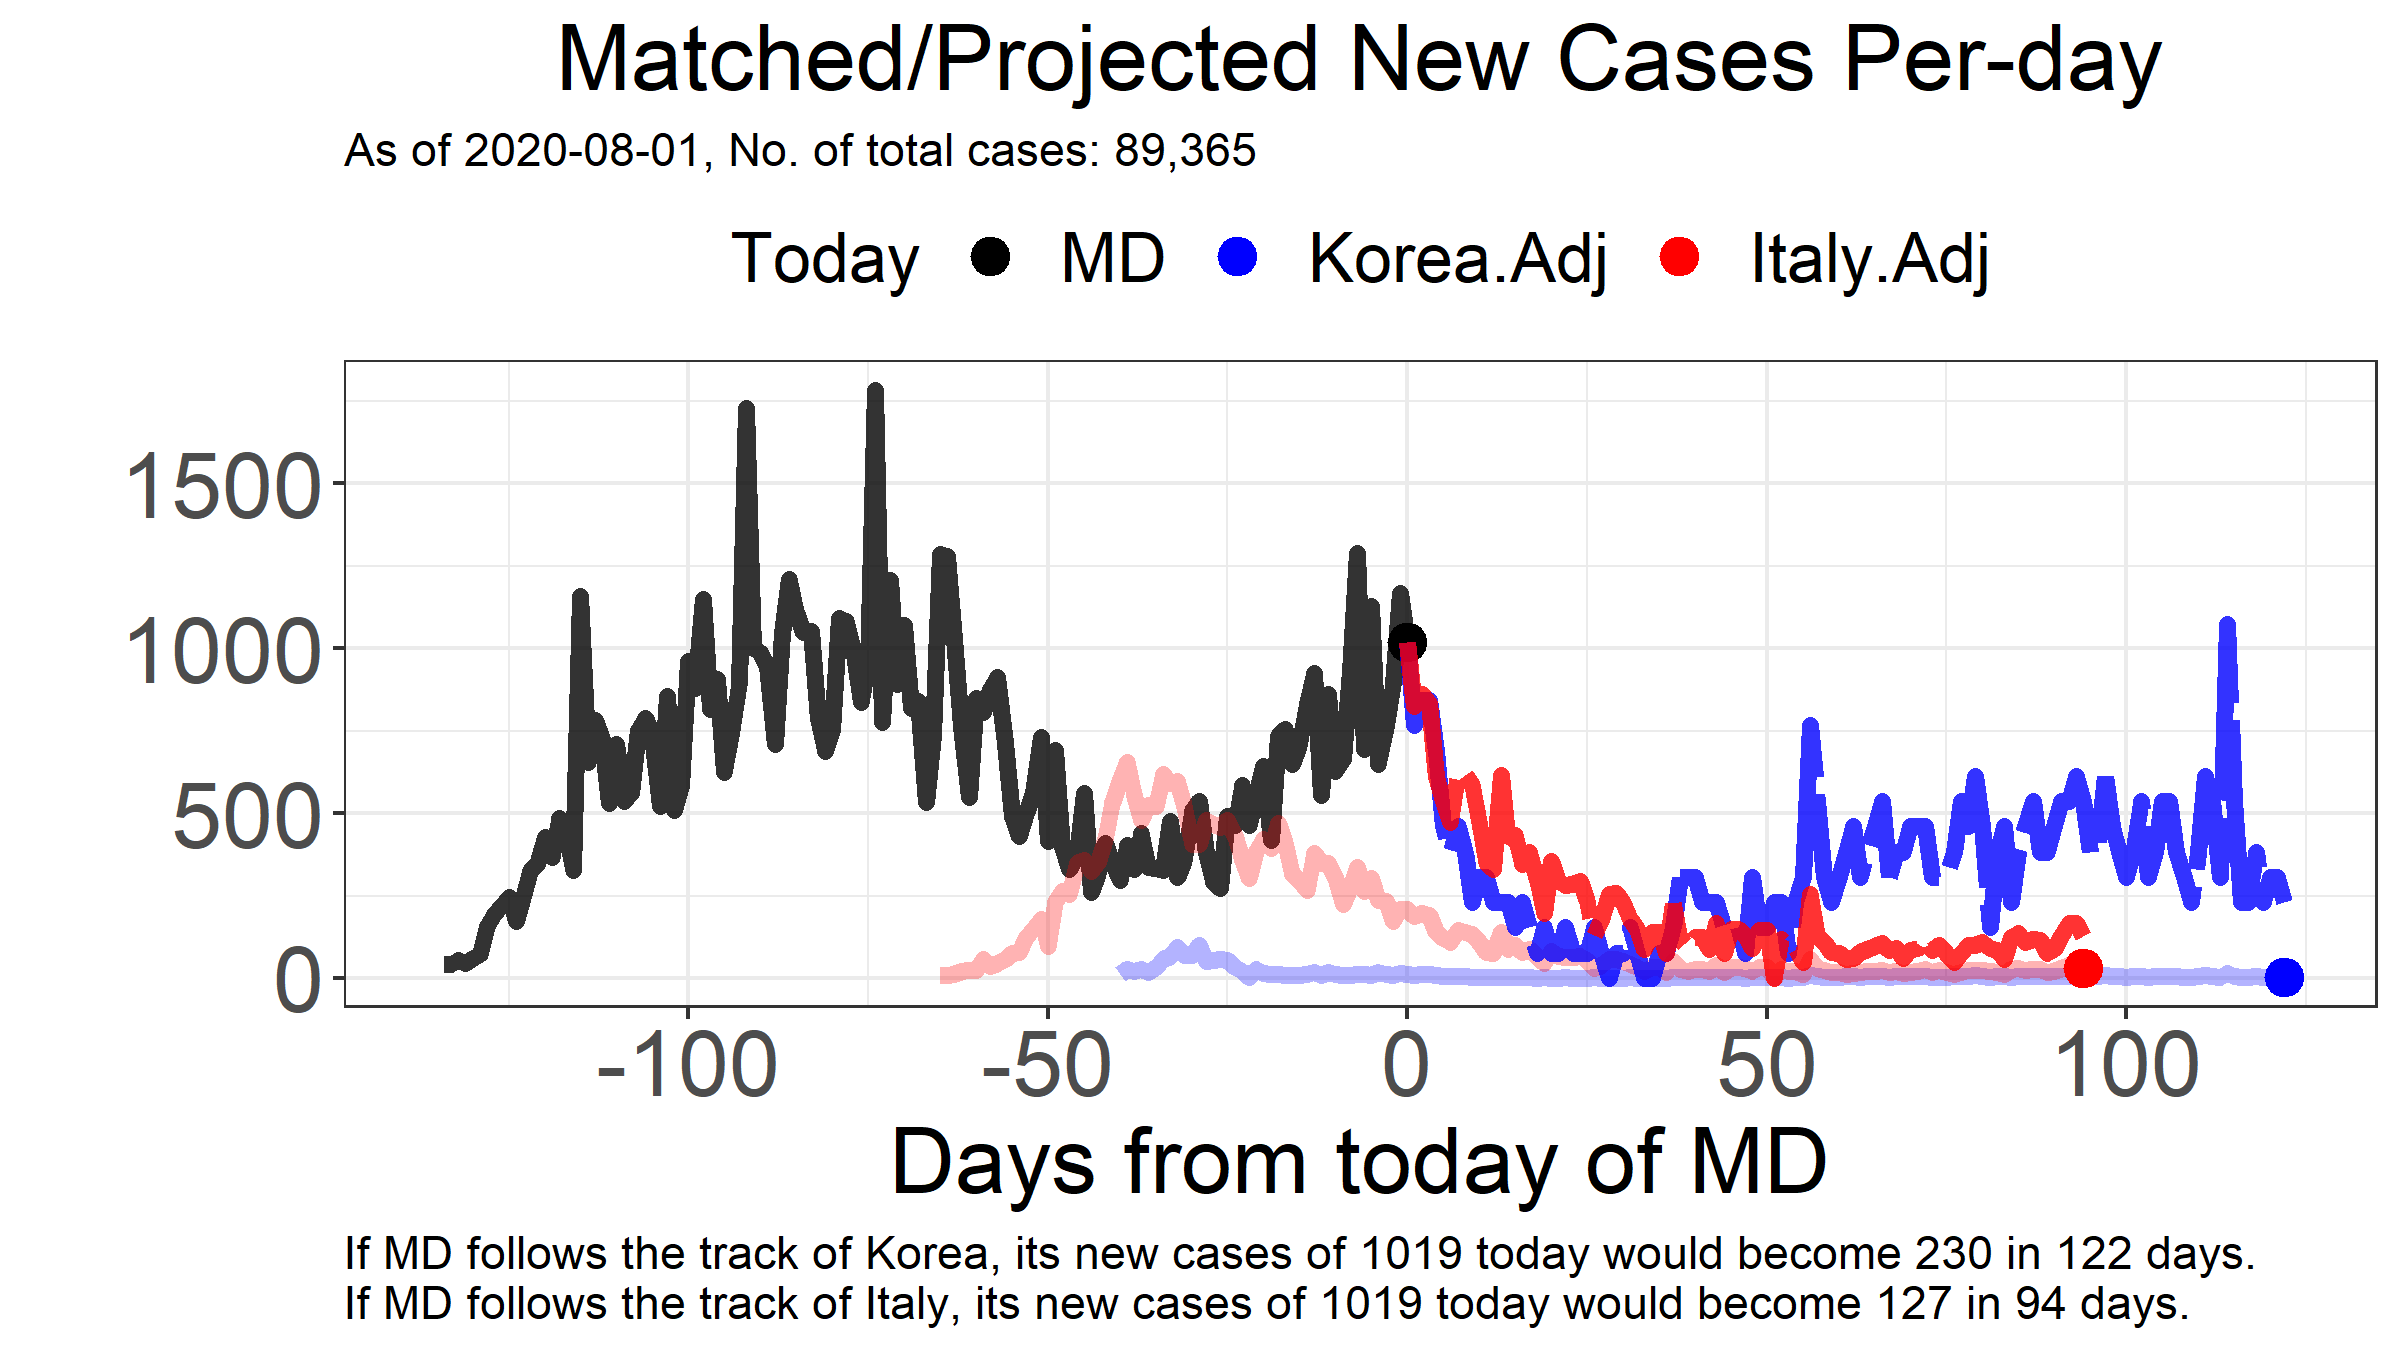 Matched/Projected New Cases Per-day
As of 2020-08-01, No. of total cases: 89,365
Today MD Korea.Adj Italy.Adj
1500
1000
500
0
-100 -50 0 50 100
Days from today of MD
If MD follows the track of Korea, its new cases of 1019 today would become 230 in 122 days.
If MD follows the track of Italy, its new cases of 1019 today would become 127 in 94 days.